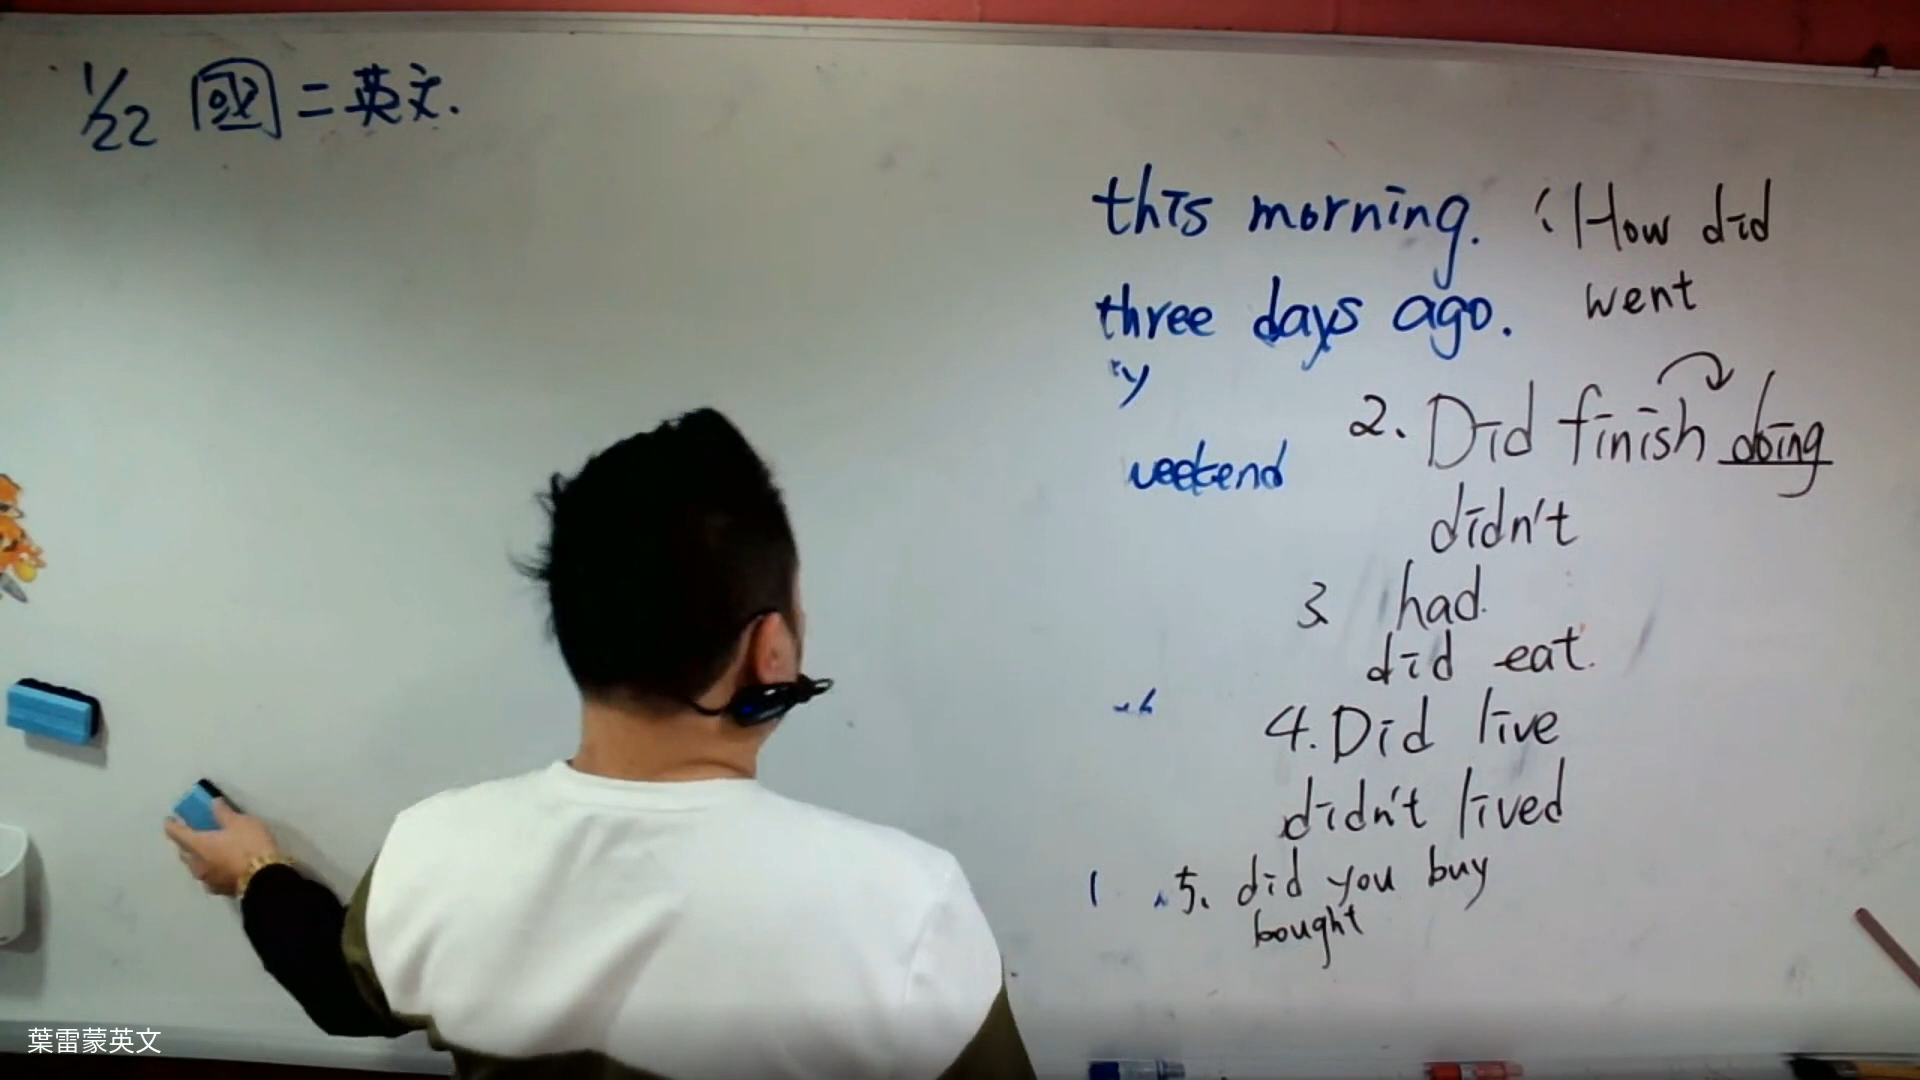 1/22 國二英文.
this morning.
three days ago.
y
weekend
How did
went
2. Did finish doing
didn't
3. had.
did eat.
4. Did live
didn't lived
5. did you buy
bought
葉雷蒙英文